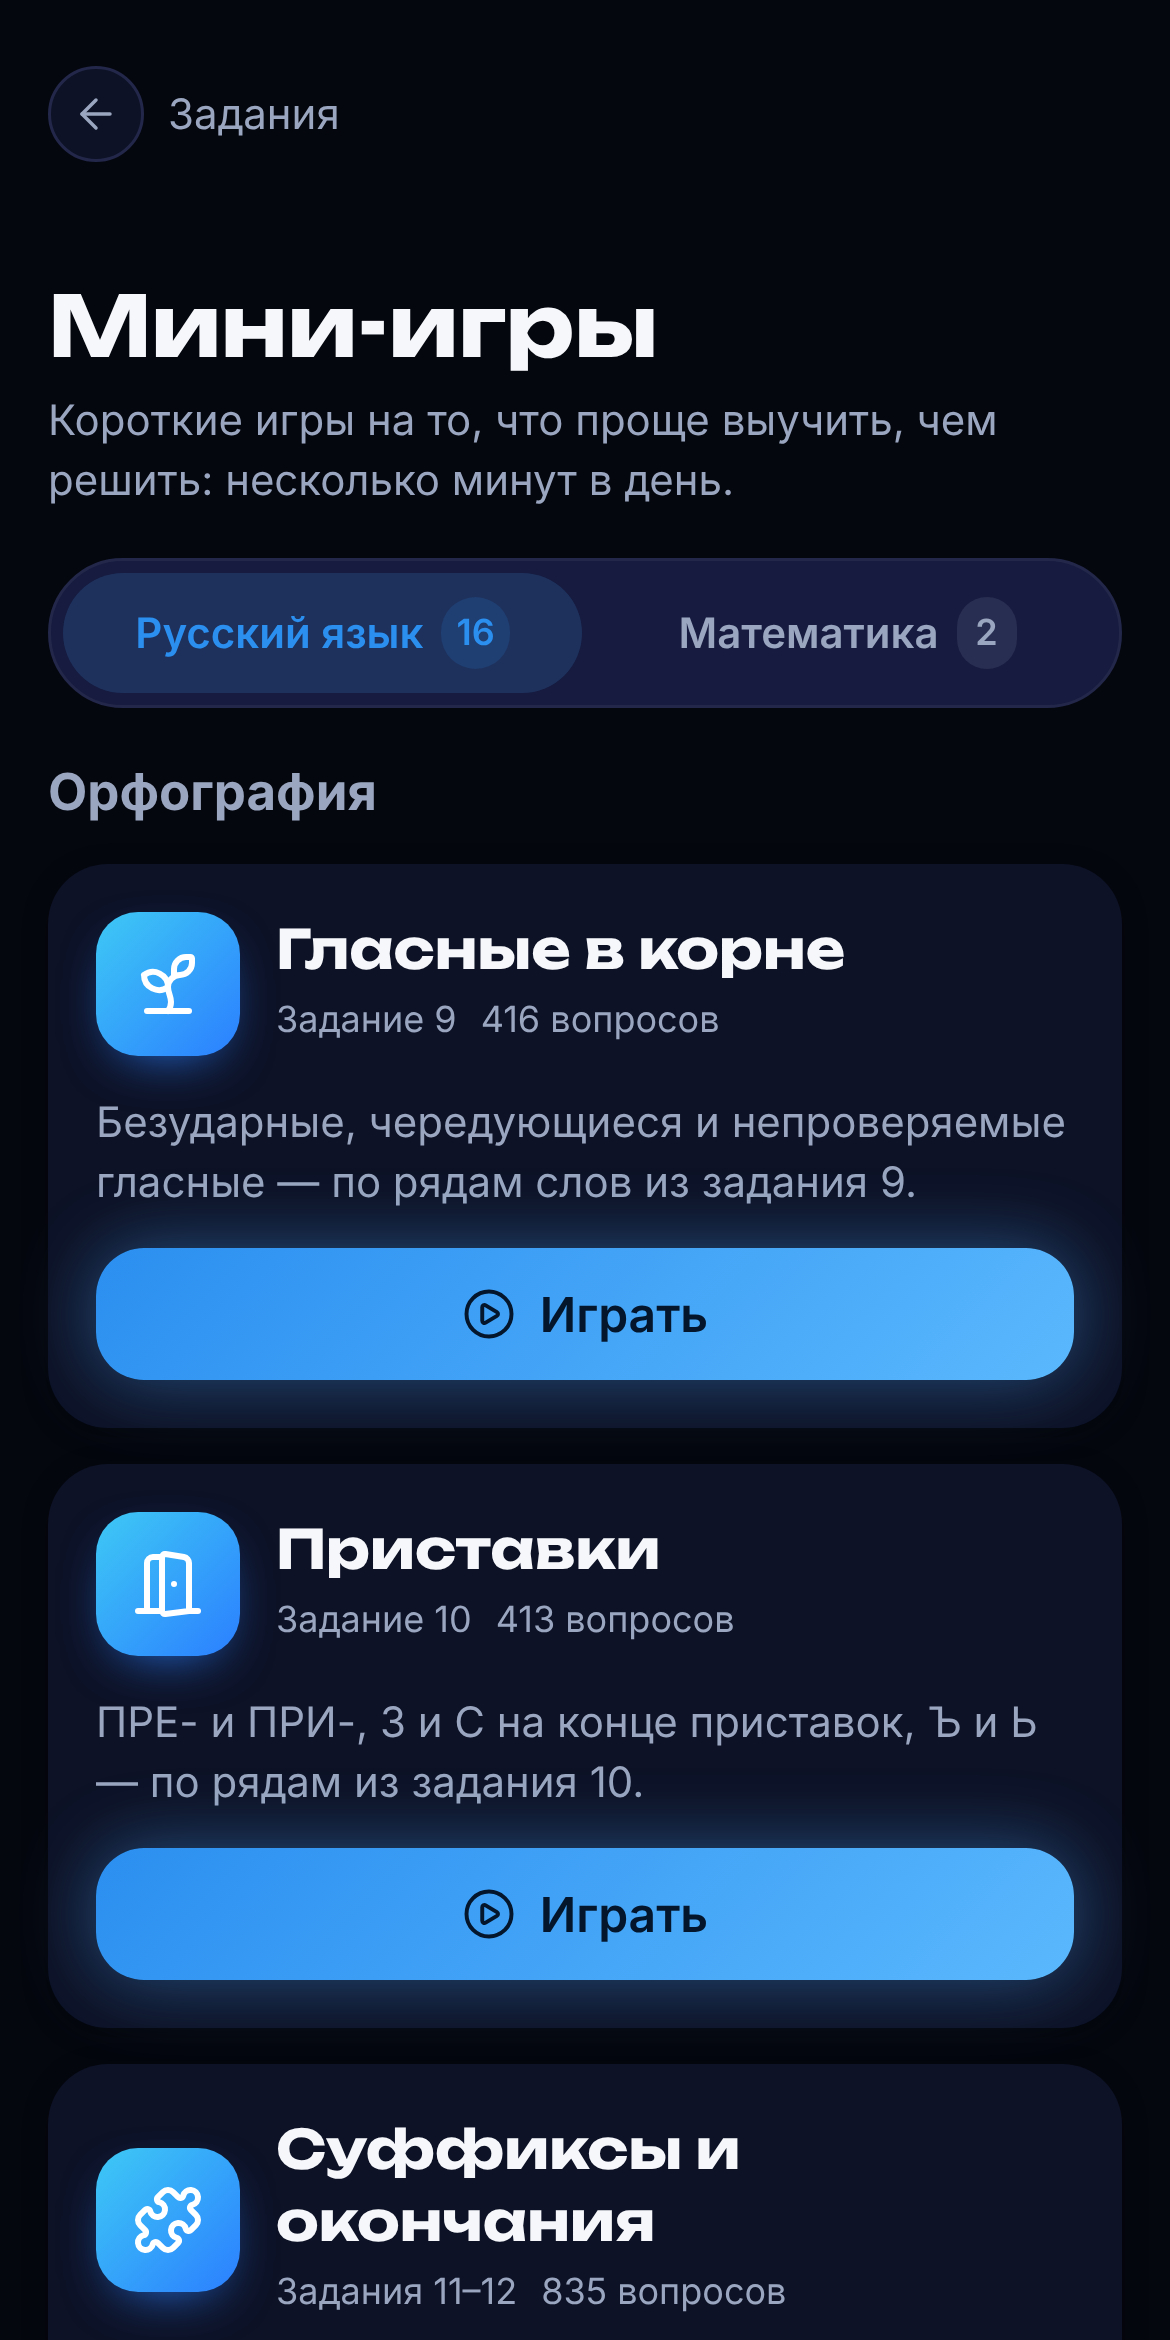 Задания
Мини-игры
Короткие игры на то, что проще выучить, чем
решить: несколько минут в день.
Русский язык 16 Математика 2
Орфография
Гласные в корне
Задание 9 416 вопросов
Безударные, чередующиеся и непроверяемые
гласные — по рядам слов из задания 9.
Играть
Приставки
Задание 10 413 вопросов
ПРЕ- и ПРИ-, З и С на конце приставок, Ъ и Ь
— по рядам из задания 10.
Играть
Суффиксы и
окончания
Задания 11–12 835 вопросов